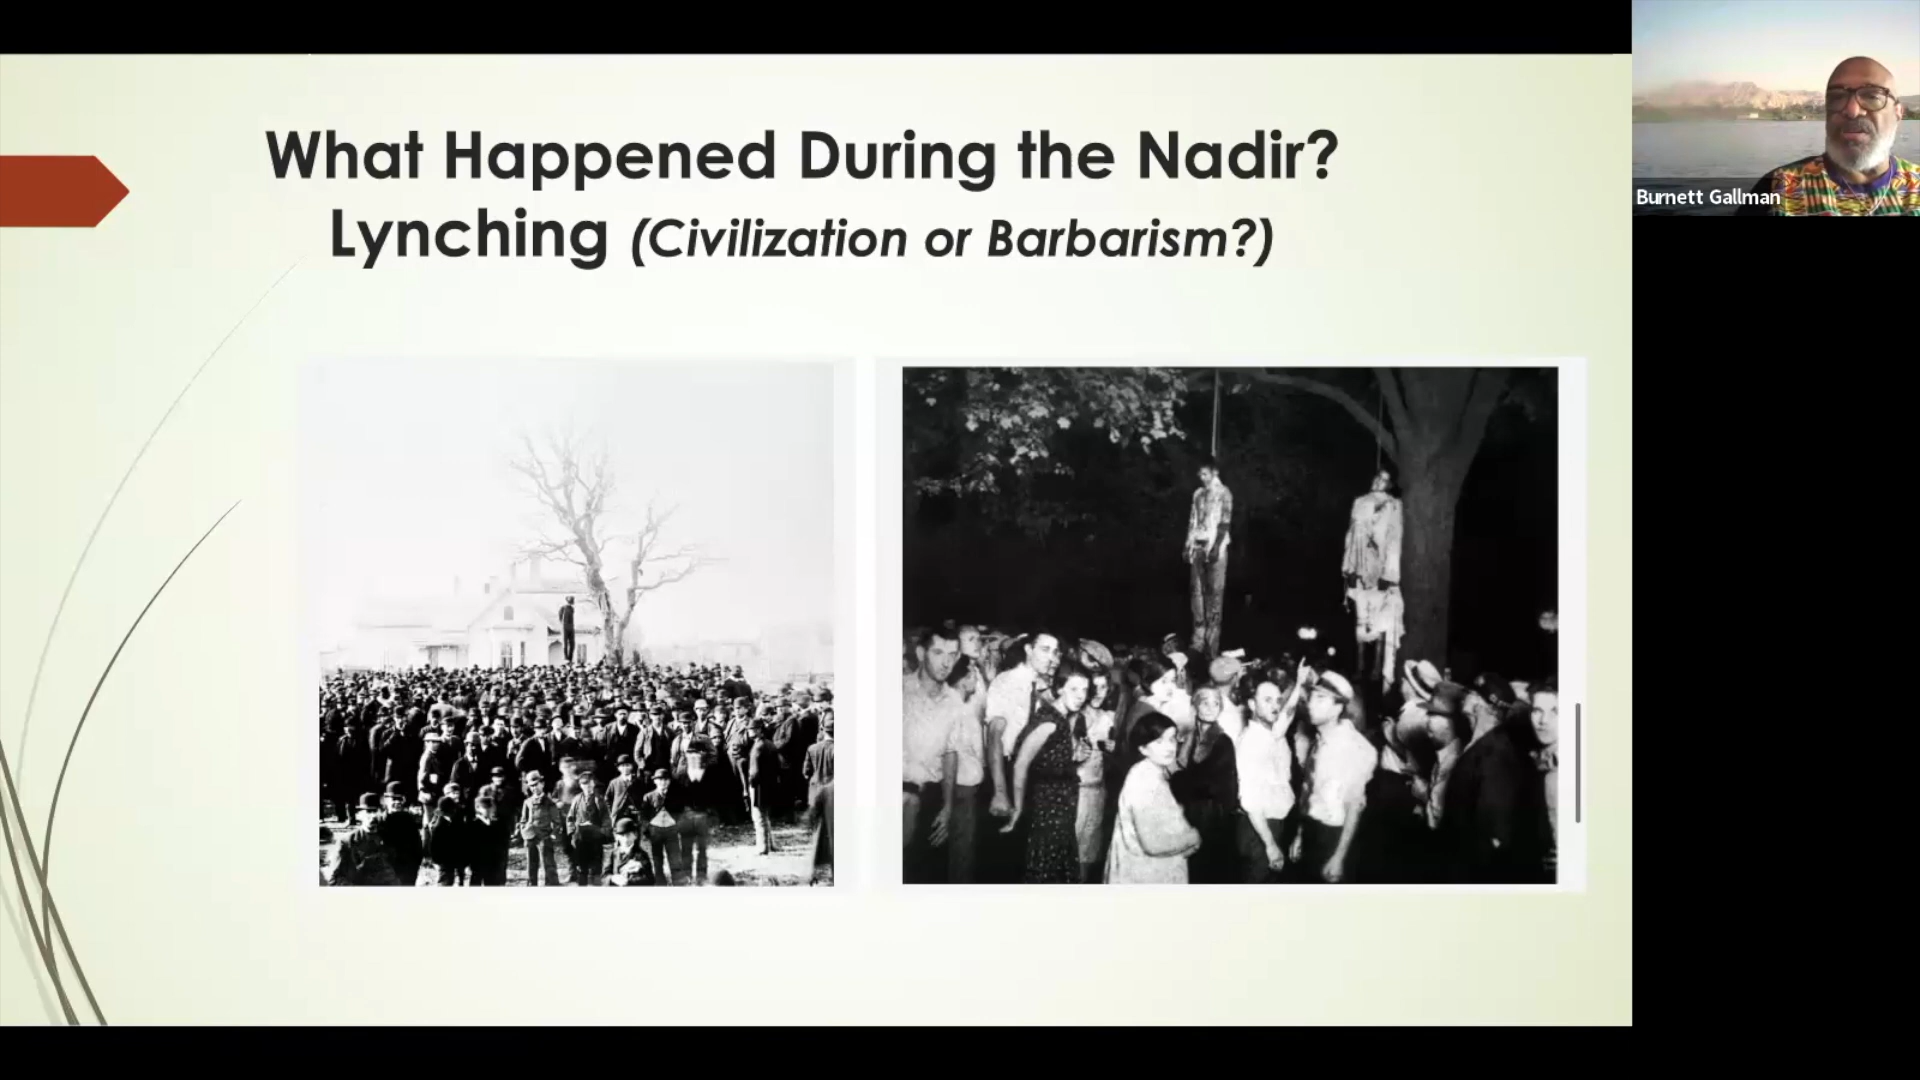 What Happened During the Nadir?
Lynching (Civilization or Barbarism?)
Burnett Gallman